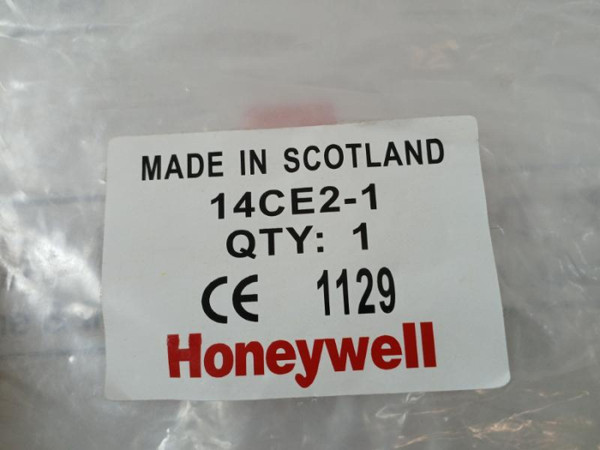 MADE IN SCOTLAND
14CE2-1
QTY: 1
CE 1129
Honeywell